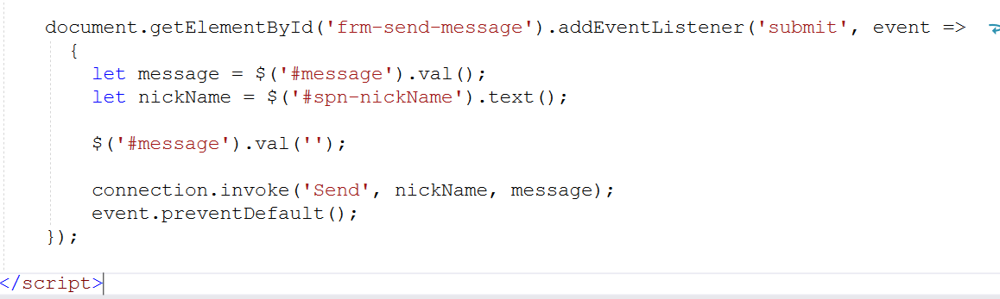 document.getElementById('frm-send-message').addEventListener('submit', event =>
{
let message = $('#message').val();
let nickName = $('#spn-nickName').text();
$('#message').val('');
connection.invoke('Send', nickName, message);
event.preventDefault();
});
</script>